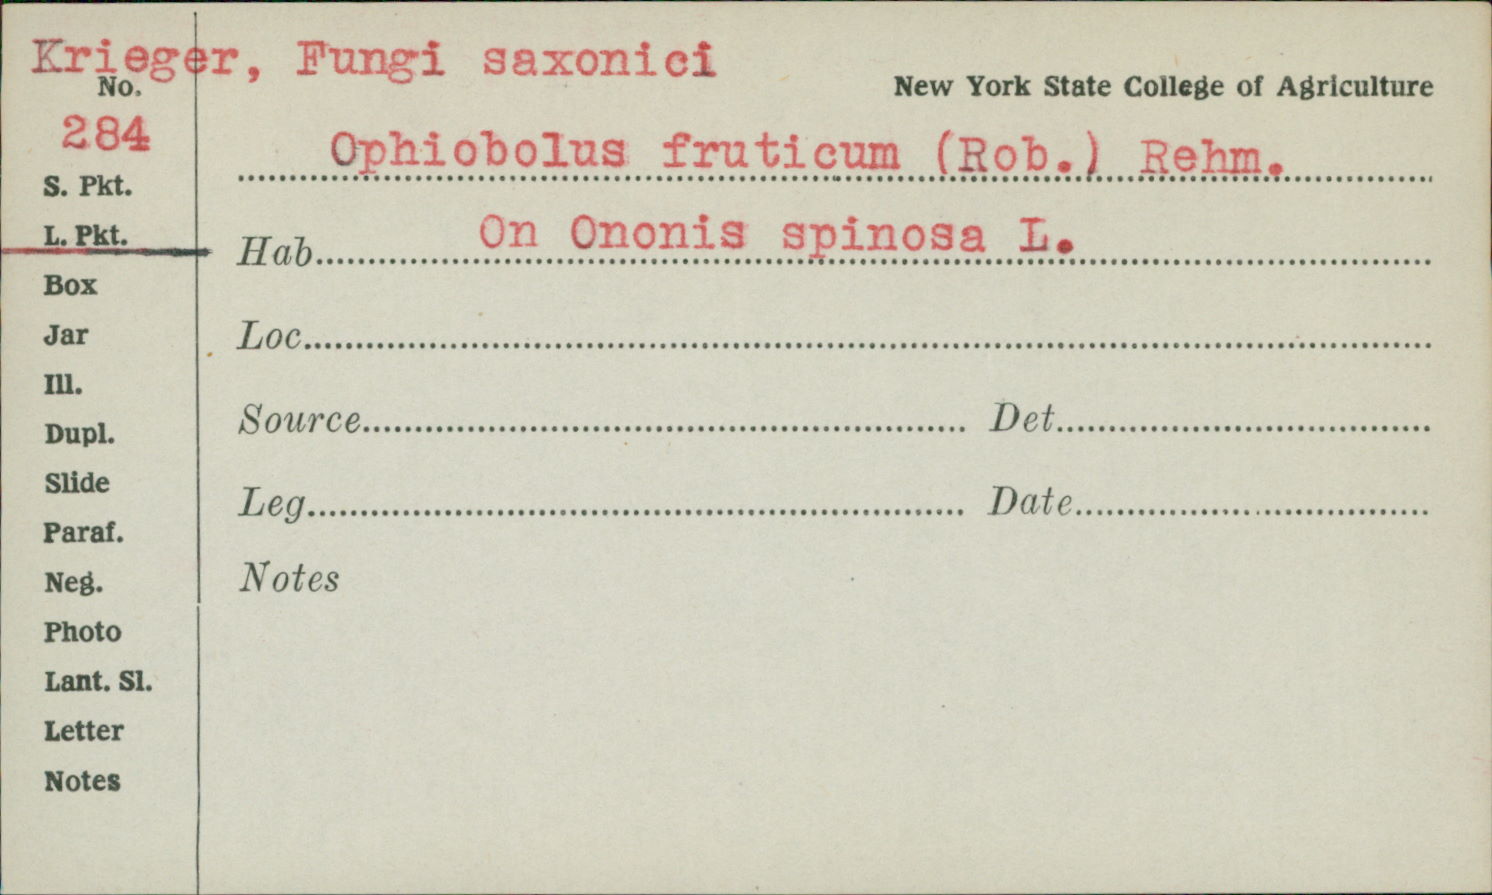 Krieger, Fungi saxonici
No.
New York State College of Agriculture
284
Ophiobolus fruticum (Rob.) Rehm.
S. Pkt.
L. Pkt.
Hab. On Ononis spinosa L.
Box
Jar
Loc.
Ill.
Dupl.
Source Det.
Slide
Leg. Date
Paraf.
Neg.
Notes
Photo
Lant. Sl.
Letter
Notes